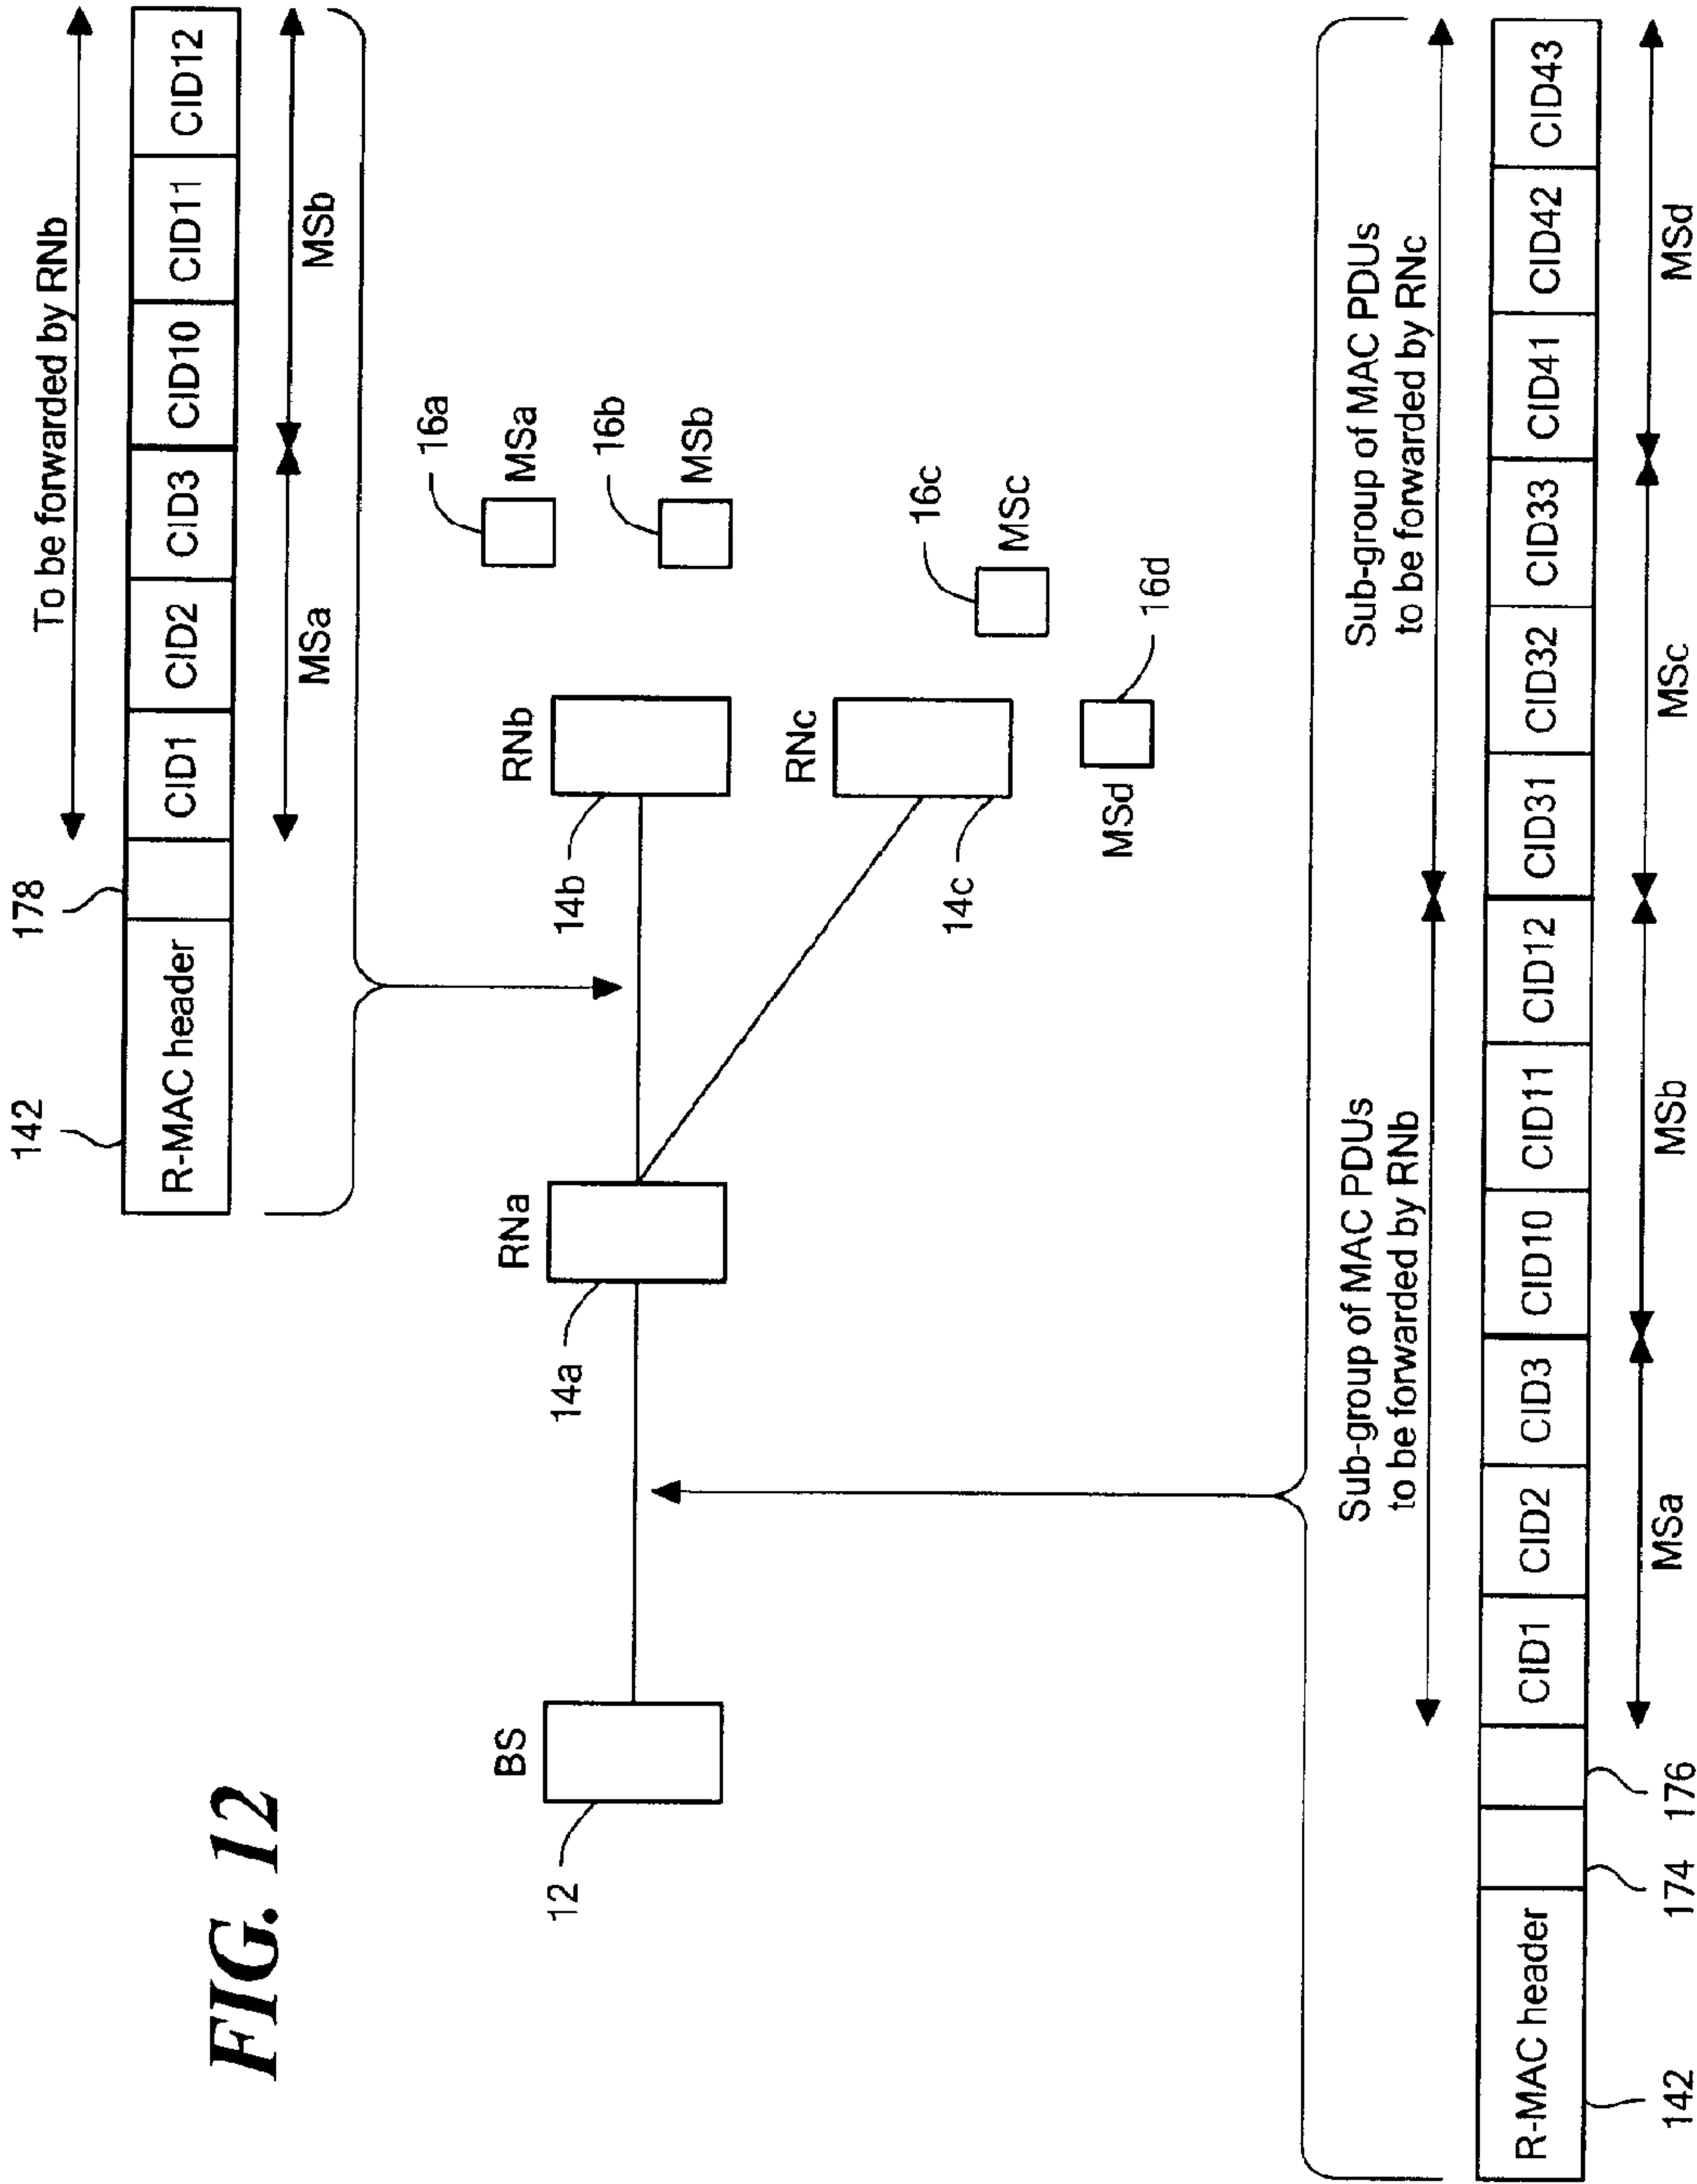 FIG. 12
142
178
To be forwarded by RNb
R-MAC header
CID1
CID2
CID3
CID10
CID11
CID12
MSa
MSb
BS
12
RNa
14a
RNb
14b
RNc
14c
16a
MSa
16b
MSb
16c
MSc
16d
MSd
Sub-group of MAC PDUs
to be forwarded by RNb
Sub-group of MAC PDUs
to be forwarded by RNc
R-MAC header
CID1
CID2
CID3
CID10
CID11
CID12
CID31
CID32
CID33
CID41
CID42
CID43
142
174
176
MSa
MSb
MSc
MSd